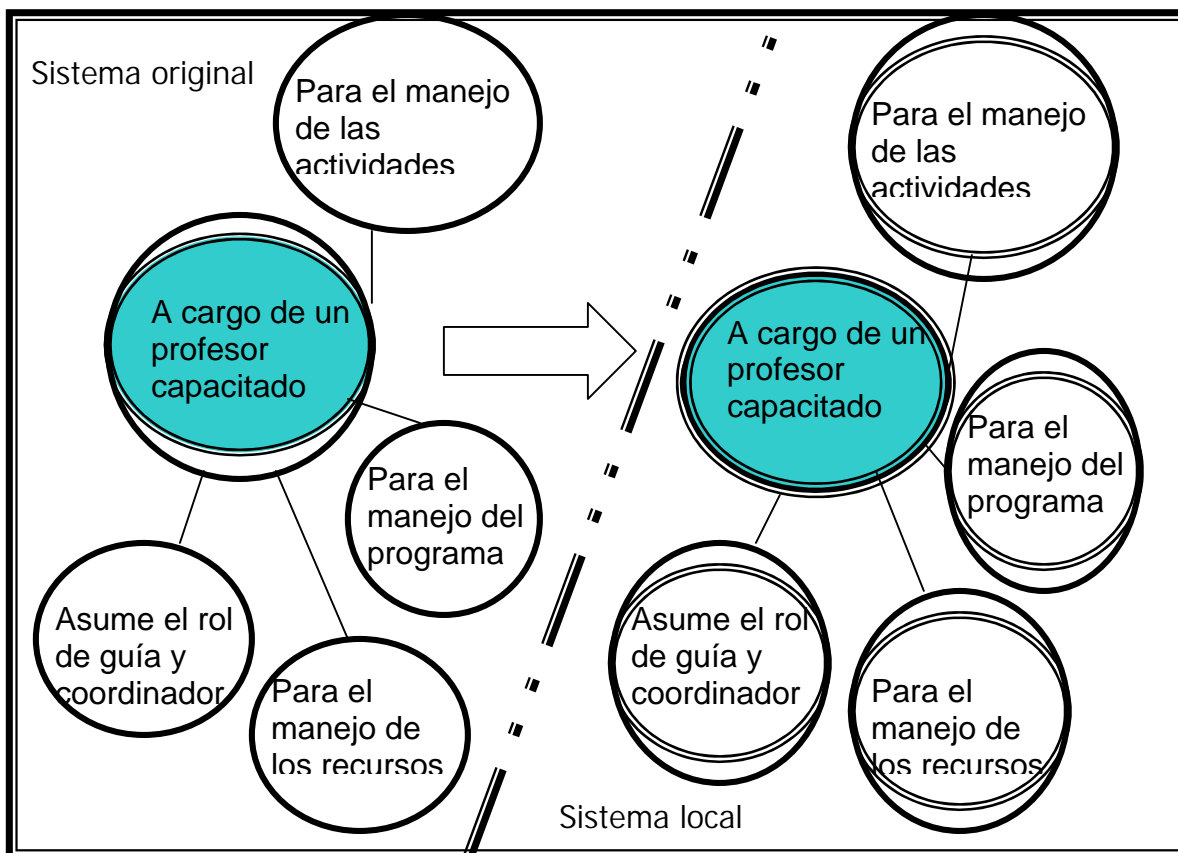 Sistema original
Para el manejo
de las
actividades
A cargo de un
profesor
capacitado
Para el
manejo del
programa
Asume el rol
de guía y
coordinador
Para el
manejo de
los recursos
Para el manejo
de las
actividades
A cargo de un
profesor
capacitado
Para el
manejo del
programa
Asume el rol
de guía y
coordinador
Para el
manejo de
los recursos
Sistema local